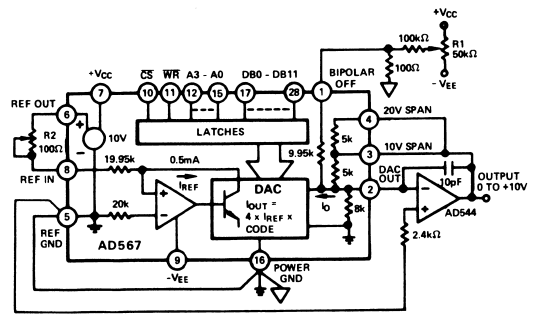 +VCC
100kΩ
R1
50kΩ
100Ω
− VEE
+VCC
CS WR A3 - A0 DB0 - DB11
BIPOLAR
OFF
7
10 11 12 15 17 28 1
REF OUT
6
20V SPAN
4
R2
100Ω
+
10V
−
LATCHES
5k
10V SPAN
3
9.95k
5k
REF IN
8
19.95k
0.5mA
IREF
DAC
DAC
OUT
2
10pF
OUTPUT
0 TO +10V
+
−
IOUT =
4 × IREF ×
CODE
IO
8k
−
+
AD544
5
20k
REF
GND
AD567
2.4kΩ
9
−VEE
16
POWER
GND